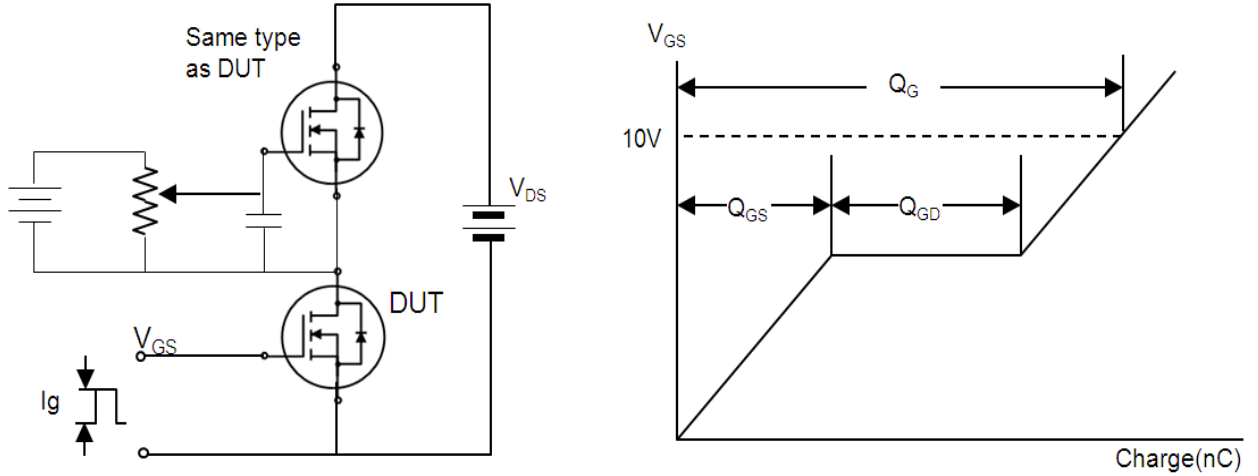 Same type
as DUT
V_DS
DUT
V_GS
Ig
V_GS
Q_G
10V
Q_GS
Q_GD
Charge(nC)